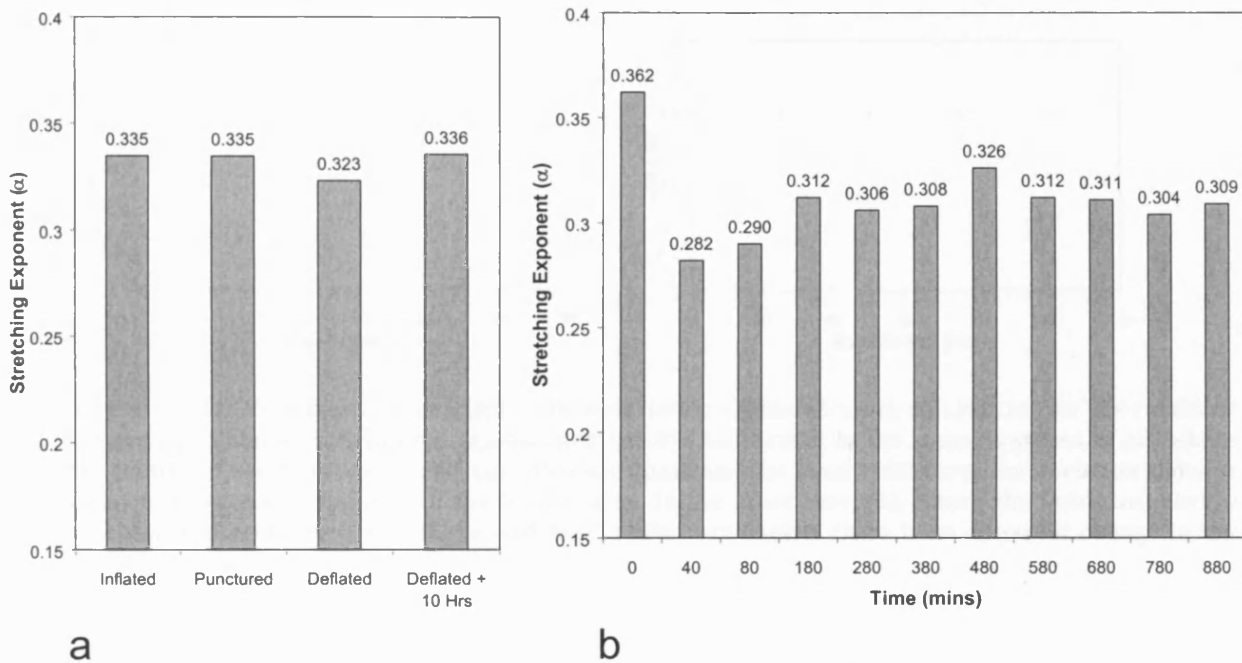 0.4
0.35
0.3
0.25
0.2
0.15
Stretching Exponent (α)
0.335
0.335
0.323
0.336
Inflated
Punctured
Deflated
Deflated +
10 Hrs
a
0.4
0.35
0.3
0.25
0.2
0.15
Stretching Exponent (α)
0.362
0.282
0.290
0.312
0.306
0.308
0.326
0.312
0.311
0.304
0.309
0 40 80 180 280 380 480 580 680 780 880
Time (mins)
b